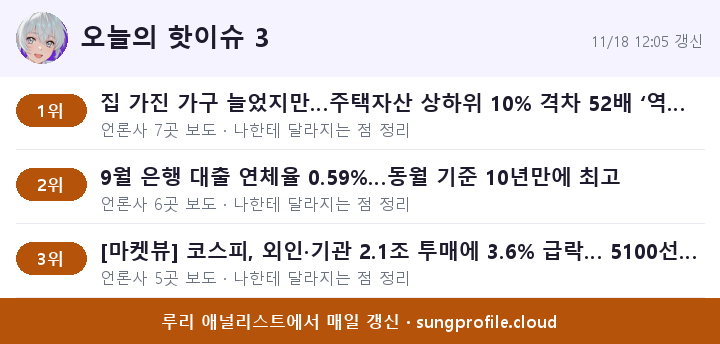 오늘의 핫이슈 3
11/18 12:05 갱신
1위
집 가진 가구 늘었지만…주택자산 상하위 10% 격차 52배 ‘역…
언론사 7곳 보도 · 나한테 달라지는 점 정리
2위
9월 은행 대출 연체율 0.59%…동월 기준 10년만에 최고
언론사 6곳 보도 · 나한테 달라지는 점 정리
3위
[마켓뷰] 코스피, 외인·기관 2.1조 투매에 3.6% 급락… 5100선…
언론사 5곳 보도 · 나한테 달라지는 점 정리
루리 애널리스트에서 매일 갱신 · sungprofile.cloud